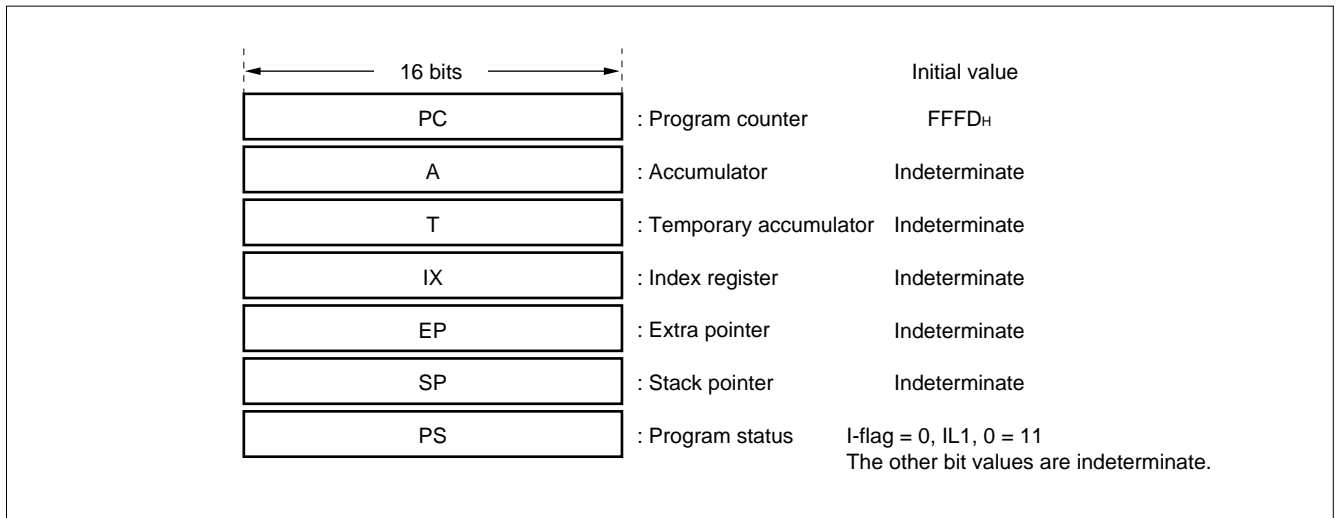 16 bits Initial value
PC : Program counter FFFDH
A : Accumulator Indeterminate
T : Temporary accumulator Indeterminate
IX : Index register Indeterminate
EP : Extra pointer Indeterminate
SP : Stack pointer Indeterminate
PS : Program status I-flag = 0, IL1, 0 = 11
The other bit values are indeterminate.